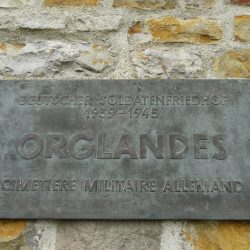 DEUTSCHER SOLDATENFRIEDHOF
1939-1945
ORGLANDES
CIMETIERE MILITAIRE ALLEMAND